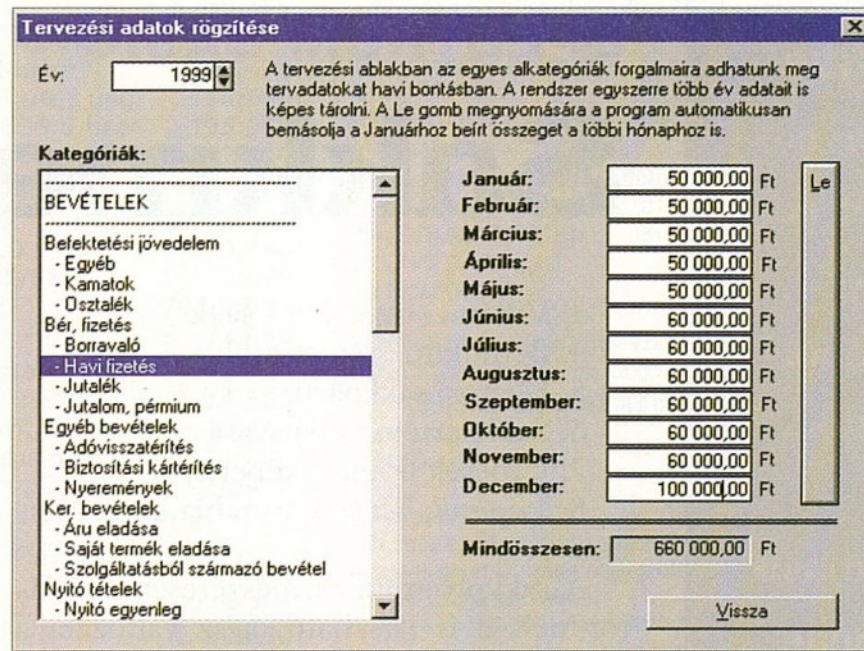 Tervezési adatok rögzítése
Év: 1999
A tervezési ablakban az egyes alkategóriák forgalmaira adhatunk meg
tervadatokat havi bontásban. A rendszer egyszerre több év adatait is
képes tárolni. A Le gomb megnyomására a program automatikusan
bemásolja a Januárhoz beírt összeget a többi hónaphoz is.
Kategóriák:
BEVÉTELEK
Befektetési jövedelem
- Egyéb
- Kamatok
- Osztalék
Bér, fizetés
- Borravaló
- Havi fizetés
- Jutalék
- Jutalom, pérmium
Egyéb bevételek
- Adóvisszatérítés
- Biztosítási kártérítés
- Nyeremények
Ker. bevételek
- Áru eladása
- Saját termék eladása
- Szolgáltatásból származó bevétel
Nyitó tételek
- Nyitó egyenleg
Január: 50 000,00 Ft
Február: 50 000,00 Ft
Március: 50 000,00 Ft
Április: 50 000,00 Ft
Május: 50 000,00 Ft
Június: 60 000,00 Ft
Július: 60 000,00 Ft
Augusztus: 60 000,00 Ft
Szeptember: 60 000,00 Ft
Október: 60 000,00 Ft
November: 60 000,00 Ft
December: 100 000,00 Ft
Le
Mindösszesen: 660 000,00 Ft
Vissza